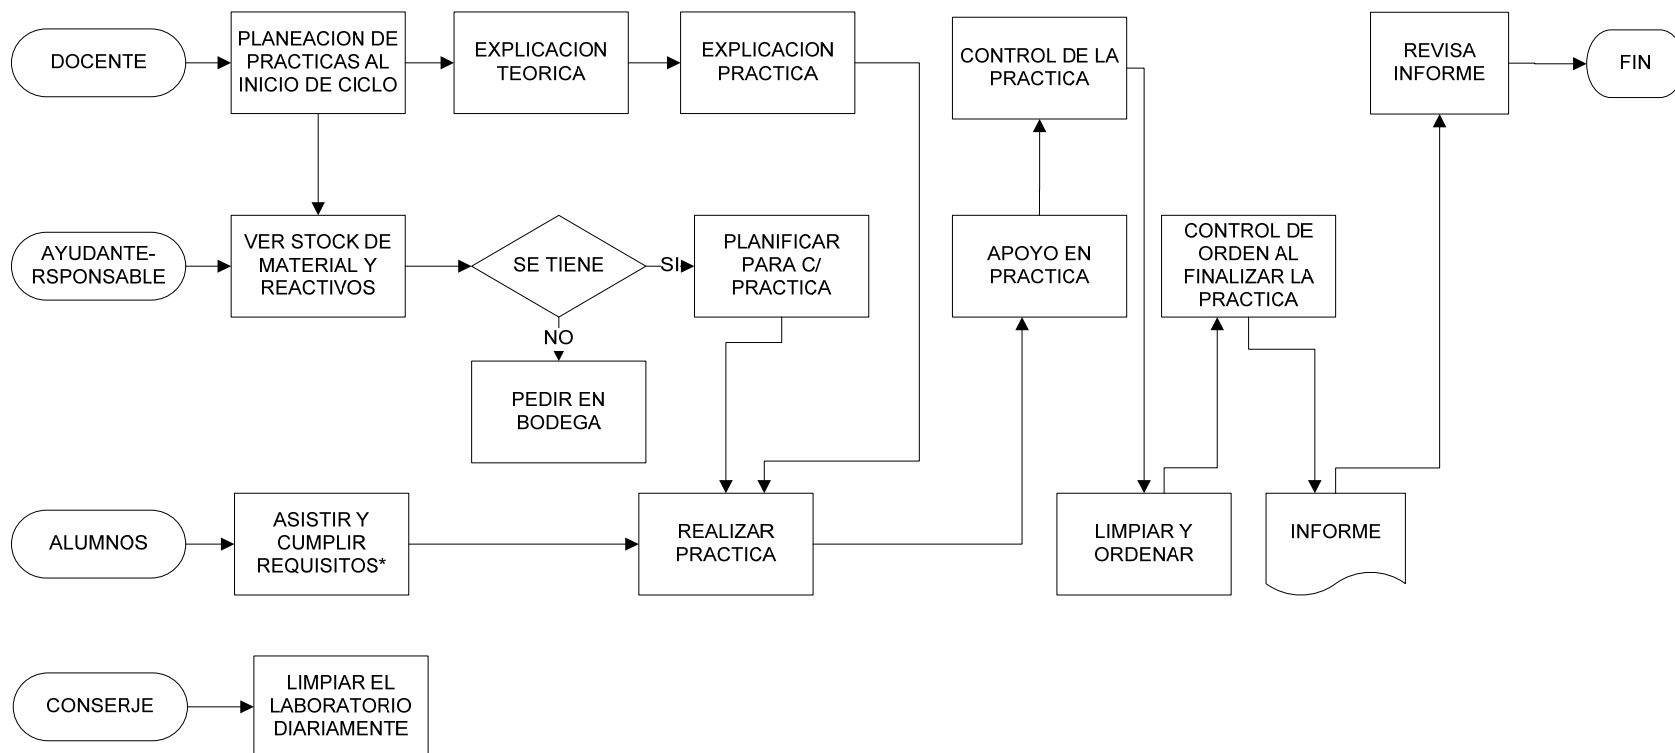 DOCENTE
PLANEACION DE
PRACTICAS AL
INICIO DE CICLO
EXPLICACION
TEORICA
EXPLICACION
PRACTICA
CONTROL DE LA
PRACTICA
REVISA
INFORME
FIN
AYUDANTE-
RSPONSABLE
VER STOCK DE
MATERIAL Y
REACTIVOS
SE TIENE
SI
PLANIFICAR
PARA C/
PRACTICA
APOYO EN
PRACTICA
CONTROL DE
ORDEN AL
FINALIZAR LA
PRACTICA
NO
PEDIR EN
BODEGA
ALUMNOS
ASISTIR Y
CUMPLIR
REQUISITOS*
REALIZAR
PRACTICA
LIMPIAR Y
ORDENAR
INFORME
CONSERJE
LIMPIAR EL
LABORATORIO
DIARIAMENTE